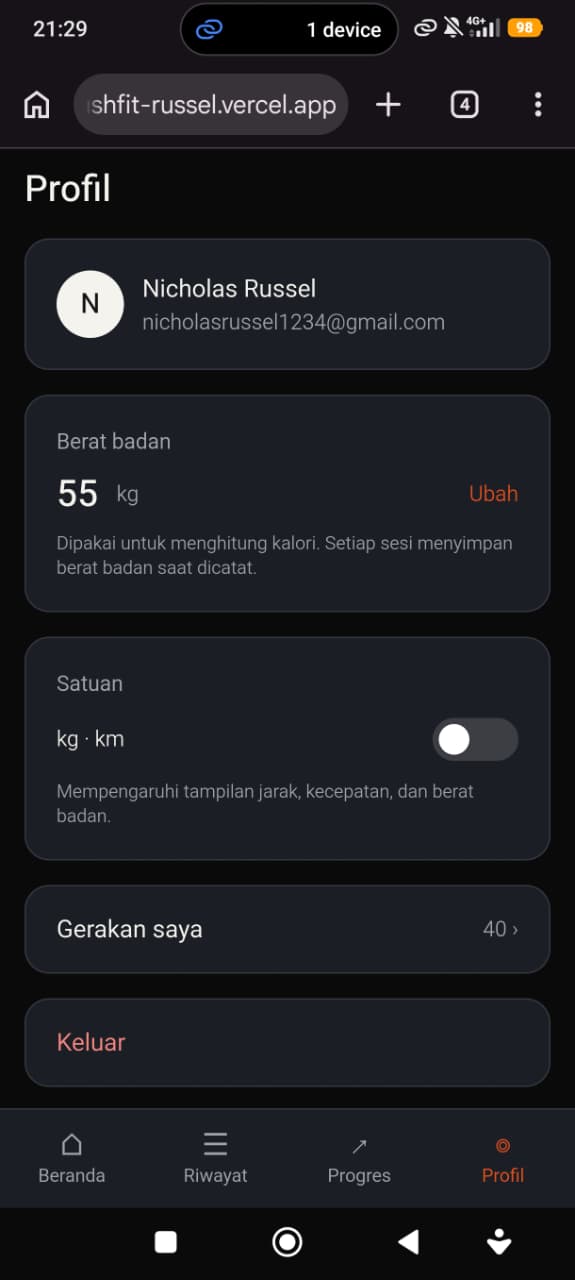 21:29
1 device
4G+
98
shfit-russel.vercel.app
4
Profil
N
Nicholas Russel
nicholasrussel1234@gmail.com
Berat badan
55 kg
Ubah
Dipakai untuk menghitung kalori. Setiap sesi menyimpan
berat badan saat dicatat.
Satuan
kg · km
Mempengaruhi tampilan jarak, kecepatan, dan berat
badan.
Gerakan saya
40 ›
Keluar
Beranda
Riwayat
Progres
Profil